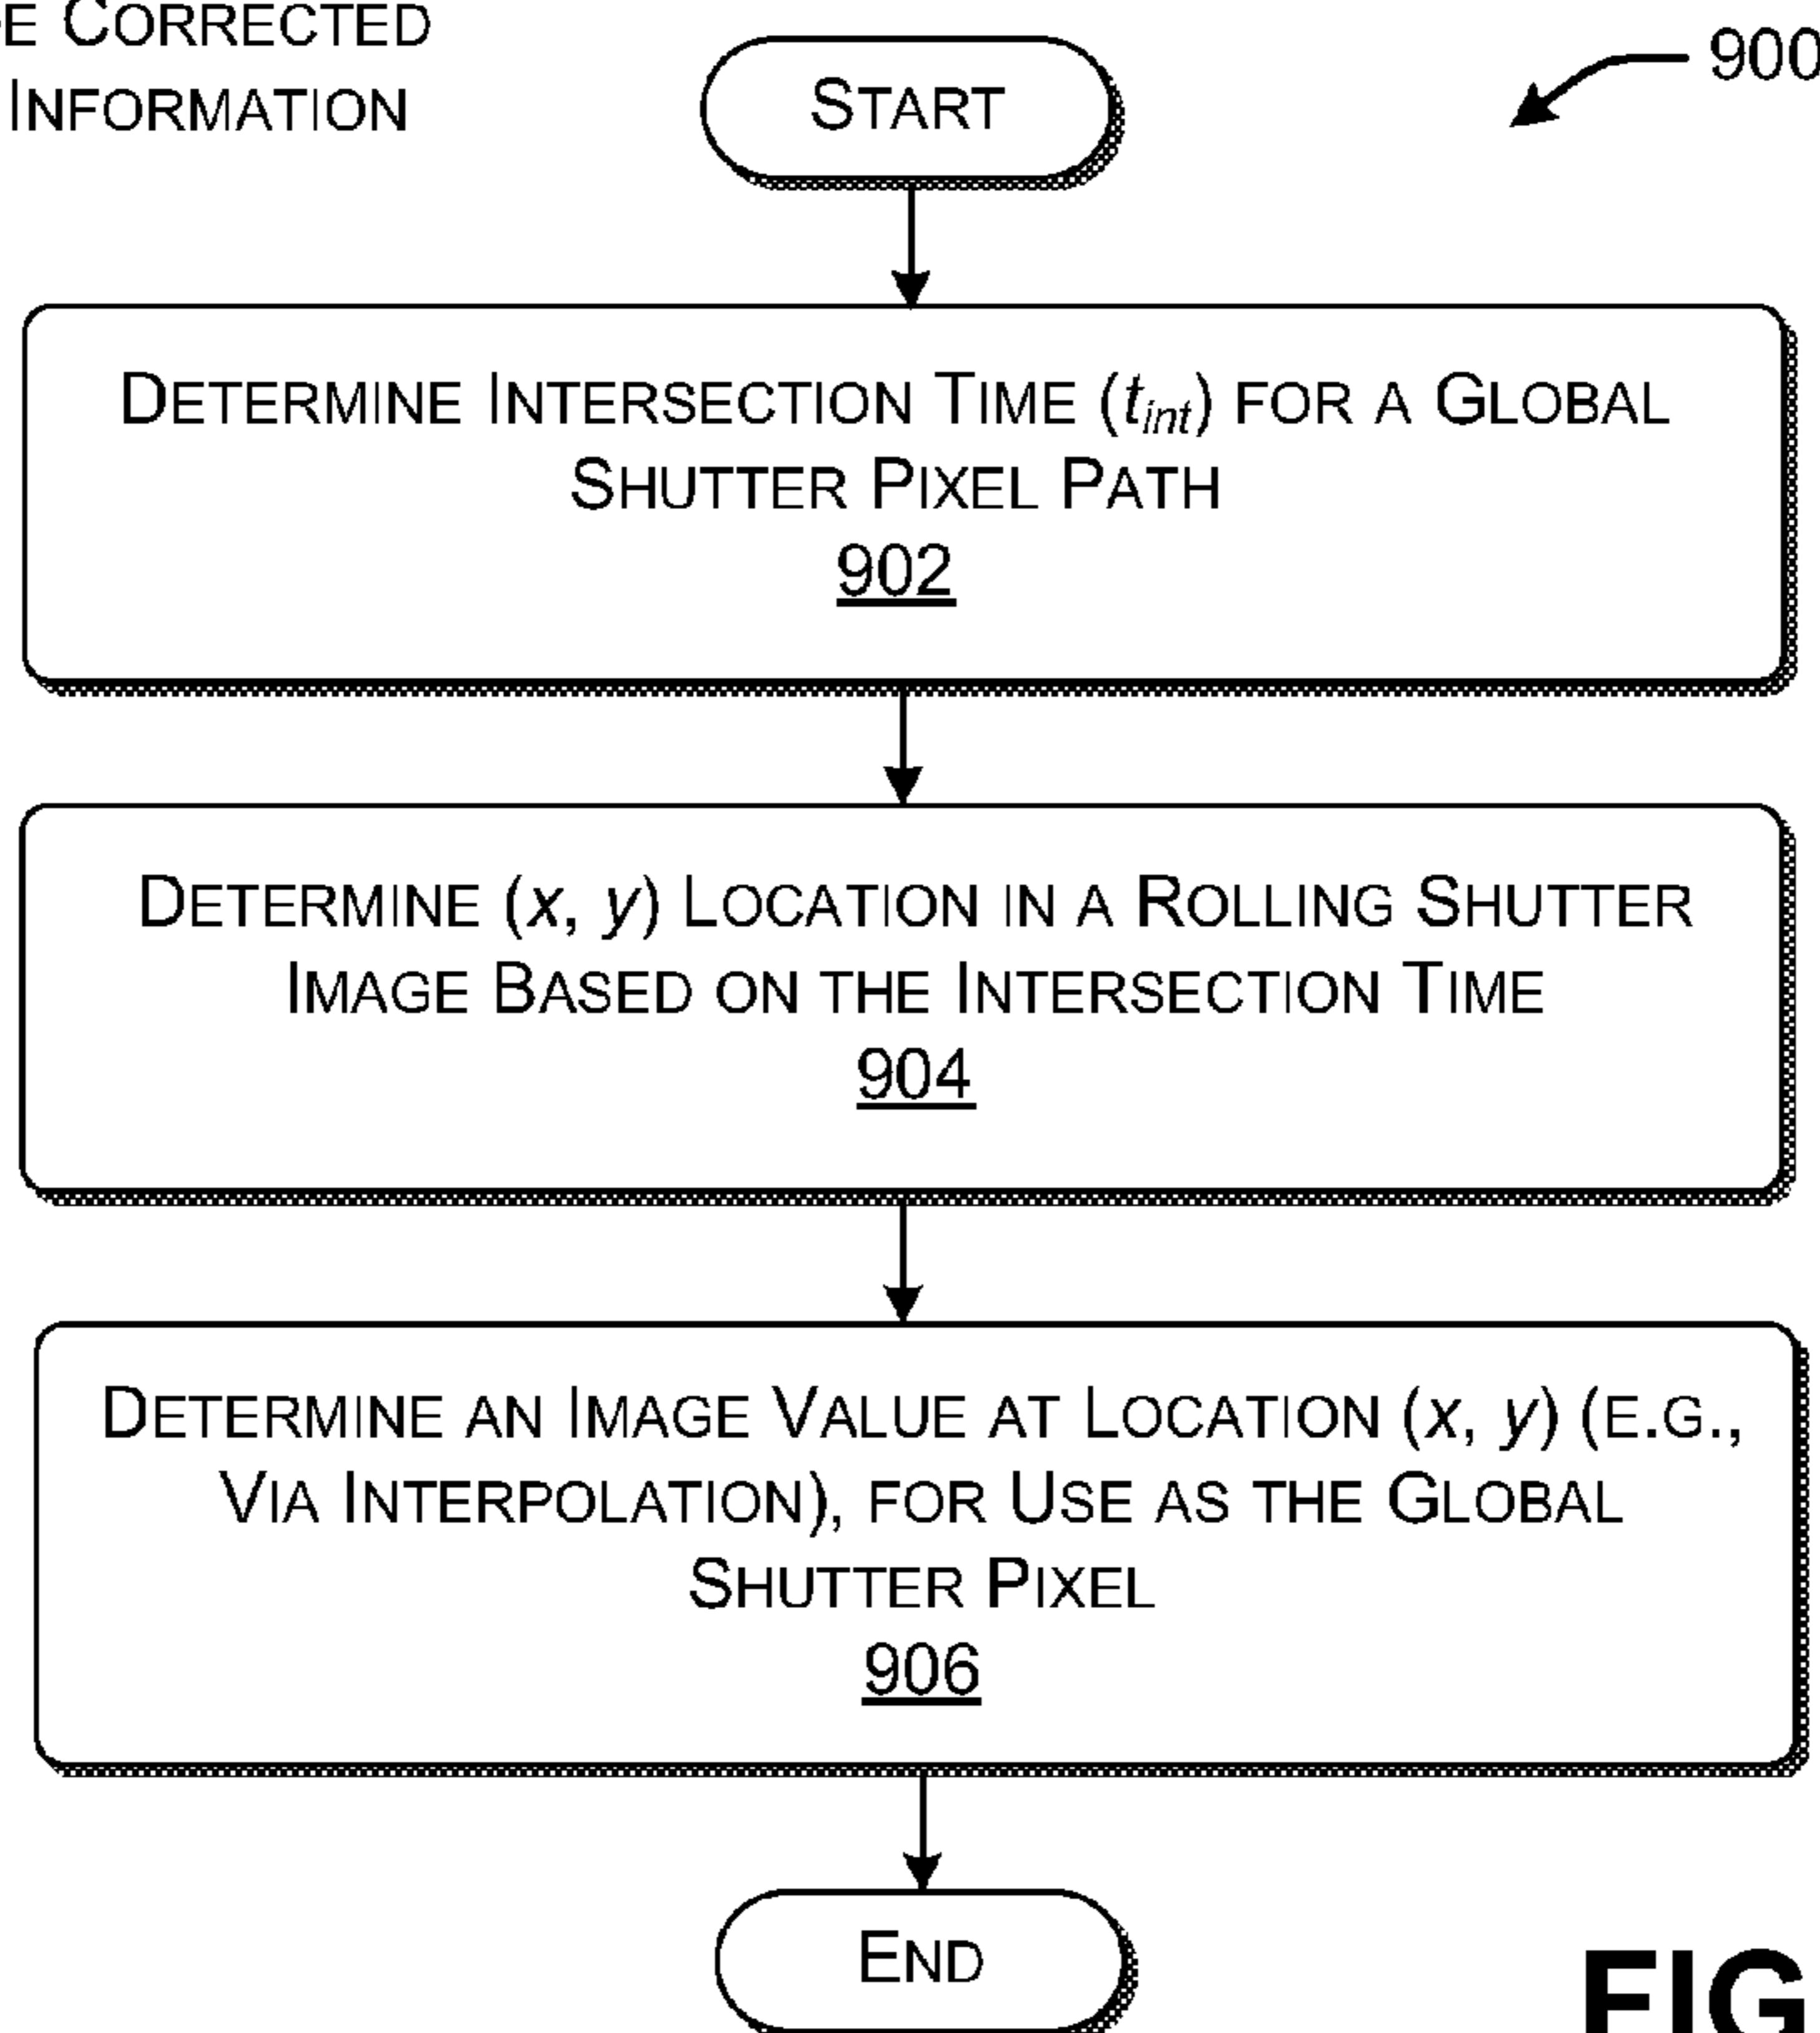 E CORRECTED
INFORMATION
START
900
DETERMINE INTERSECTION TIME (t_int) FOR A GLOBAL
SHUTTER PIXEL PATH
902
DETERMINE (x, y) LOCATION IN A ROLLING SHUTTER
IMAGE BASED ON THE INTERSECTION TIME
904
DETERMINE AN IMAGE VALUE AT LOCATION (x, y) (E.G.,
VIA INTERPOLATION), FOR USE AS THE GLOBAL
SHUTTER PIXEL
906
END
FIG